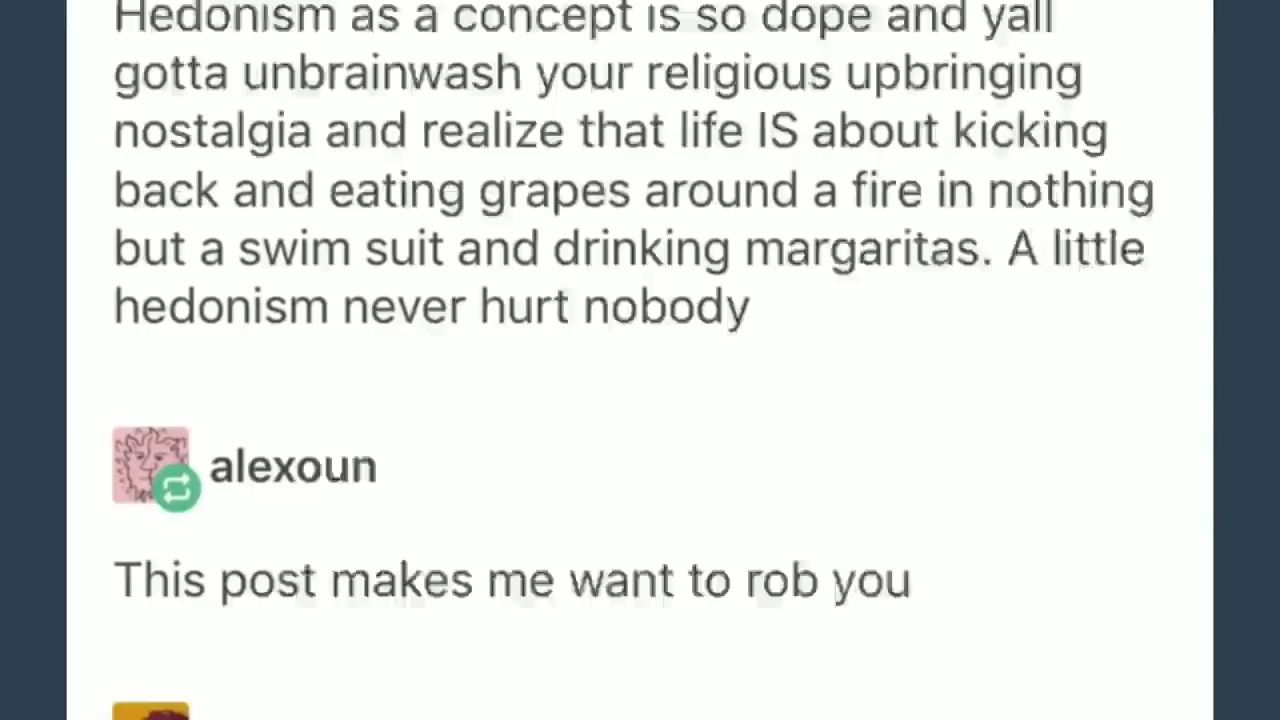 Hedonism as a concept is so dope and yall
gotta unbrainwash your religious upbringing
nostalgia and realize that life IS about kicking
back and eating grapes around a fire in nothing
but a swim suit and drinking margaritas. A little
hedonism never hurt nobody
alexoun
This post makes me want to rob you